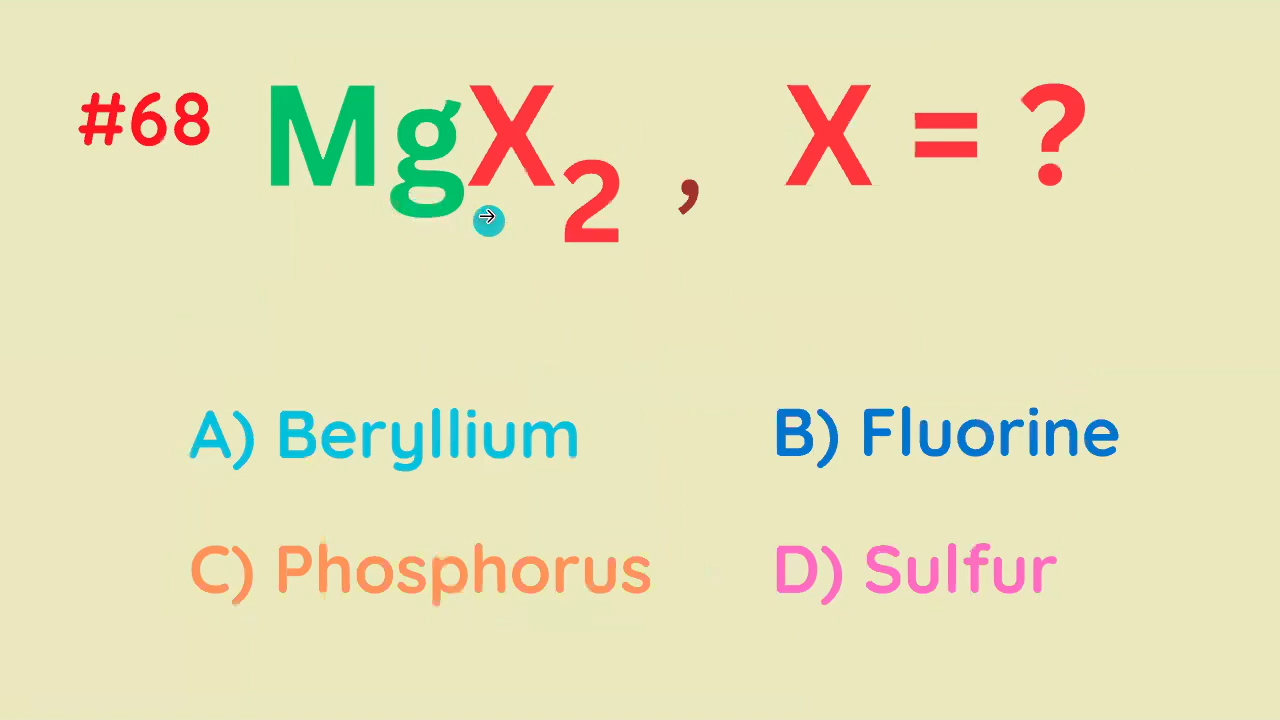 #68 MgX₂ , X = ?
A) Beryllium B) Fluorine
C) Phosphorus D) Sulfur